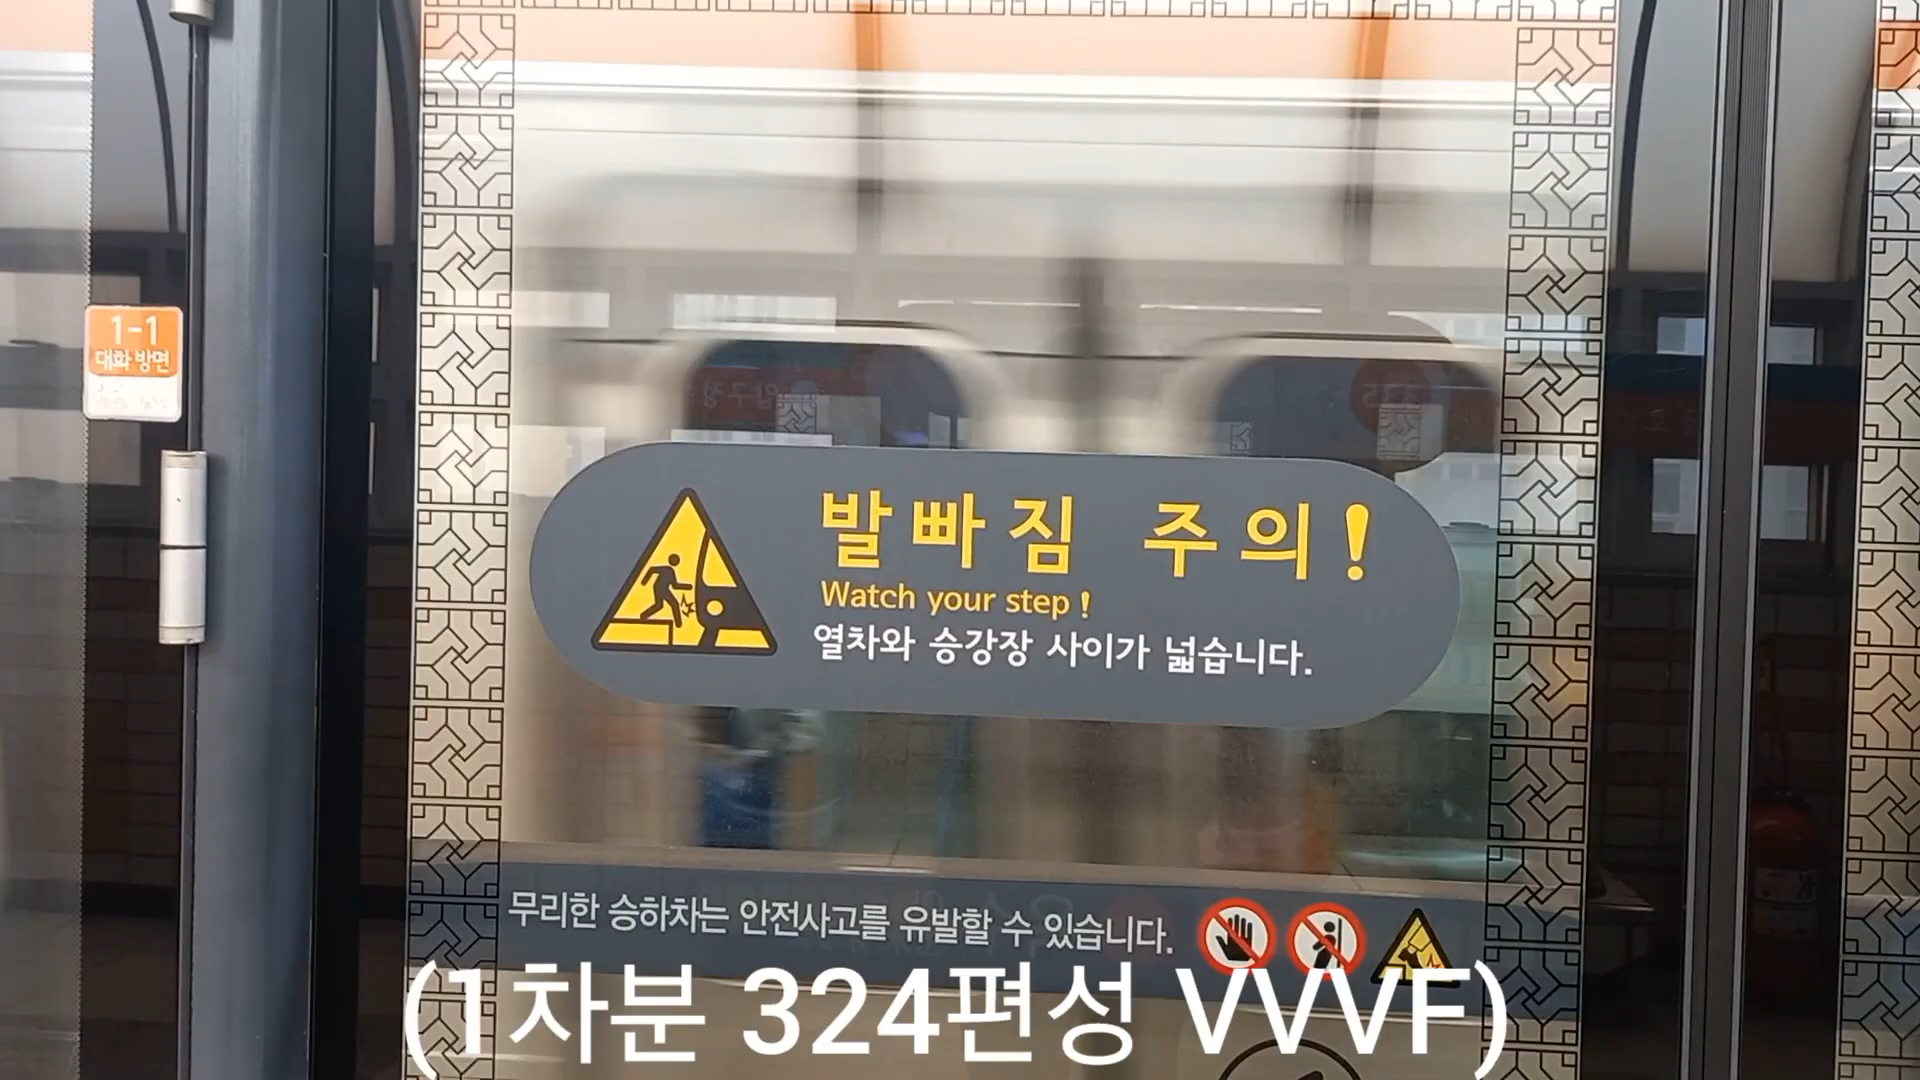 1-1
대화 방면
발빠짐 주의!
Watch your step!
열차와 승강장 사이가 넓습니다.
무리한 승하차는 안전사고를 유발할 수 있습니다.
(1차분 324편성 VVVF)